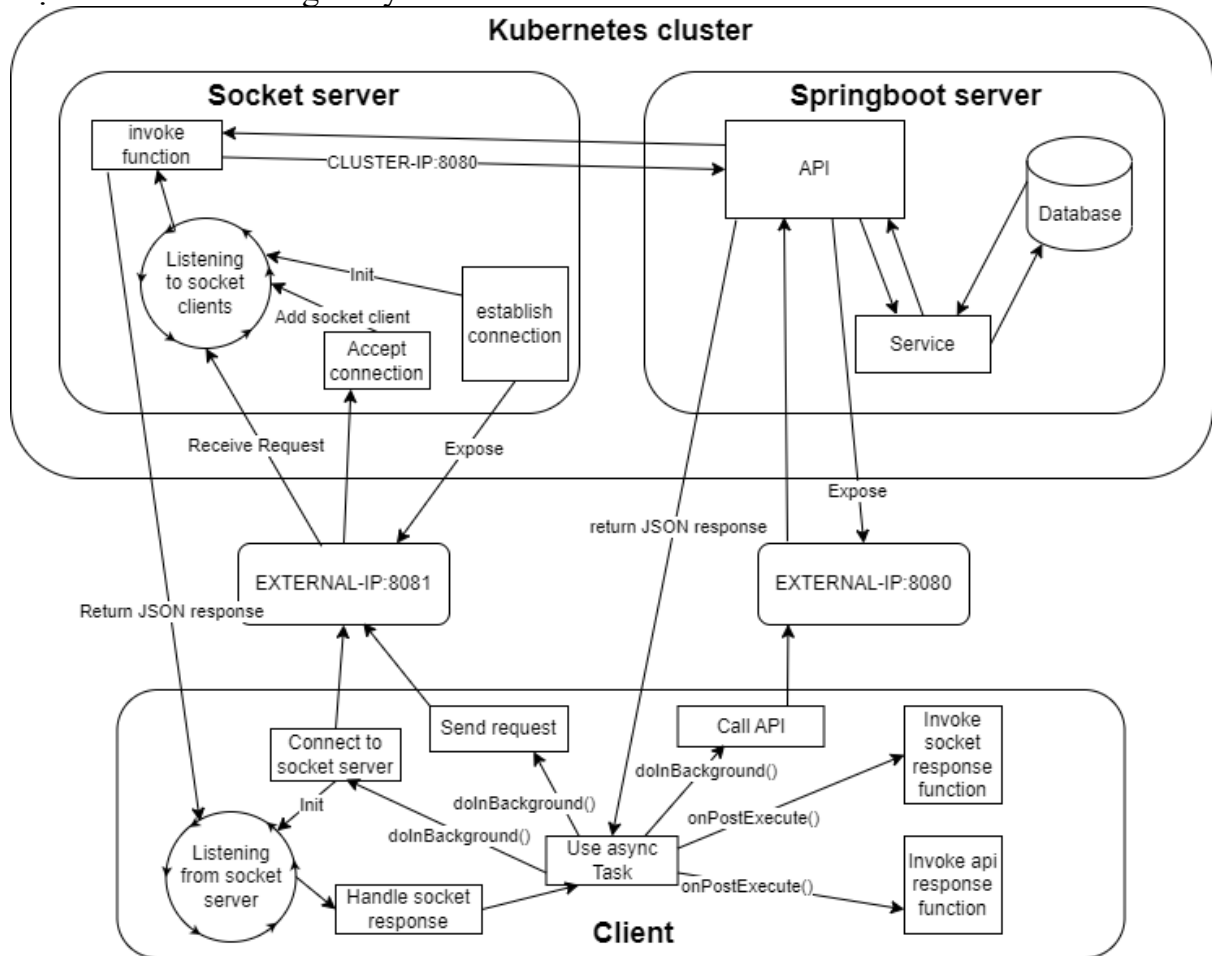 Kubernetes cluster
Socket server
Springboot server
invoke
function
CLUSTER-IP:8080
API
Database
Listening
to socket
clients
Init
Add socket client
establish
connection
Accept
connection
Service
Receive Request
Expose
Expose
return JSON response
EXTERNAL-IP:8081
EXTERNAL-IP:8080
Return JSON response
Send request
Call API
Invoke
socket
response
function
Connect to
socket server
doInBackground()
Init
doInBackground()
onPostExecute()
doInBackground()
Listening
from socket
server
Use async
Task
onPostExecute()
Invoke api
response
function
Handle socket
response
Client